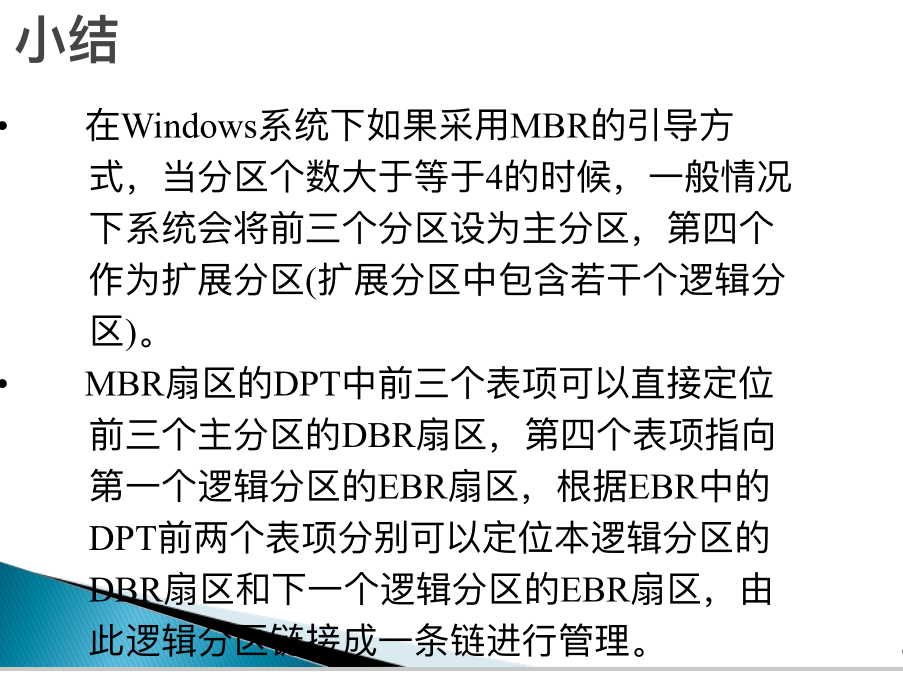 小结
• 在Windows系统下如果采用MBR的引导方
式，当分区个数大于等于4的时候，一般情况
下系统会将前三个分区设为主分区，第四个
作为扩展分区(扩展分区中包含若干个逻辑分
区)。
• MBR扇区的DPT中前三个表项可以直接定位
前三个主分区的DBR扇区，第四个表项指向
第一个逻辑分区的EBR扇区，根据EBR中的
DPT前两个表项分别可以定位本逻辑分区的
DBR扇区和下一个逻辑分区的EBR扇区，由
此逻辑分区链接成一条链进行管理。